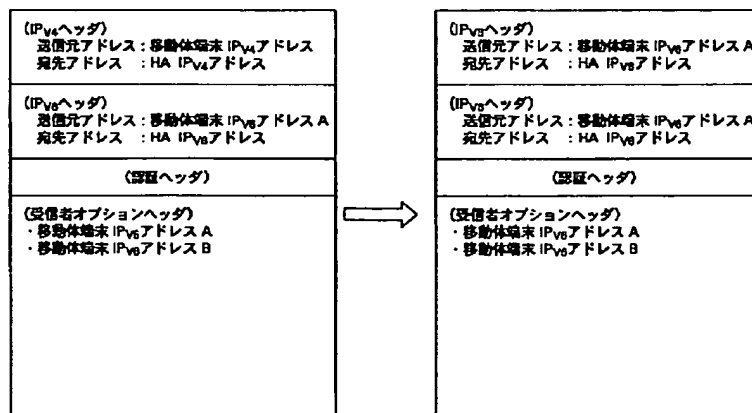 (IPV4ヘッダ)
送信元アドレス：移動体端末 IPV4アドレス
宛先アドレス ：HA IPV4アドレス
(IPV6ヘッダ)
送信元アドレス：移動体端末 IPV6アドレス A
宛先アドレス ：HA IPV6アドレス
(認証ヘッダ)
(受信者オプションヘッダ)
・移動体端末 IPV6アドレス A
・移動体端末 IPV6アドレス B
(IPV6ヘッダ)
送信元アドレス：移動体端末 IPV6アドレス A
宛先アドレス ：HA IPV6アドレス
(IPV6ヘッダ)
送信元アドレス：移動体端末 IPV6アドレス A
宛先アドレス ：HA IPV6アドレス
(認証ヘッダ)
(受信者オプションヘッダ)
・移動体端末 IPV6アドレス A
・移動体端末 IPV6アドレス B